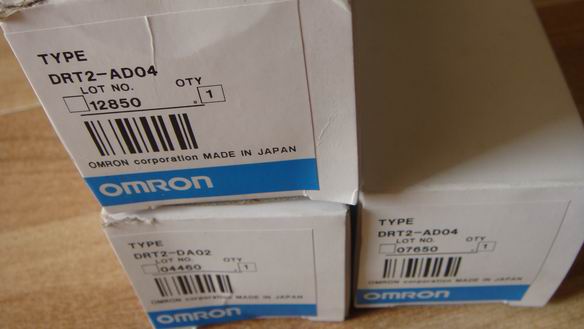 TYPE
DRT2-AD04
LOT NO. QTY
12850 . 1
OMRON corporation MADE IN JAPAN
OMRON
TYPE
DRT2-DA02
LOT NO. QTY
04460 . 1
OMRON corporation MADE IN JAPAN
OMRON
TYPE
DRT2-AD04
LOT NO. QTY
07650 . 1
OMRON corporation MADE IN JAPAN
OMRON